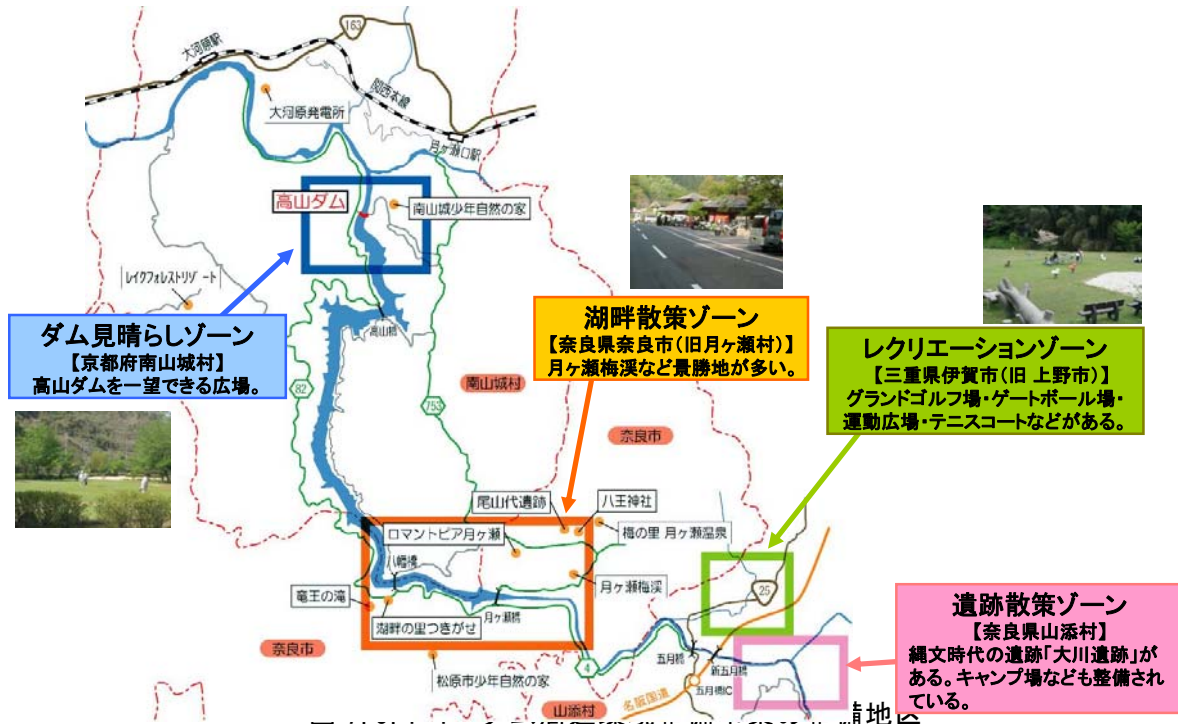 163
大河原駅
関西本線
大河原発電所
月ヶ瀬口駅
高山ダム
南山城少年自然の家
レイクフォレストリゾート
高山橋
ダム見晴らしゾーン
【京都府南山城村】
高山ダムを一望できる広場。
湖畔散策ゾーン
【奈良県奈良市(旧月ヶ瀬村)】
月ヶ瀬梅渓など景勝地が多い。
レクリエーションゾーン
【三重県伊賀市(旧 上野市)】
グランドゴルフ場・ゲートボール場・
運動広場・テニスコートなどがある。
82
753
南山城村
奈良市
尾山代遺跡
八王神社
ロマントピア月ヶ瀬
梅の里 月ヶ瀬温泉
八幡橋
月ヶ瀬梅渓
竜王の滝
湖畔の里つきがせ
月ヶ瀬橋
25
奈良市
松原市少年自然の家
4
五月橋
新五月橋
五月橋IC
名阪国道
山添村
遺跡散策ゾーン
【奈良県山添村】
縄文時代の遺跡「大川遺跡」が
ある。キャンプ場なども整備され
ている。
備地区